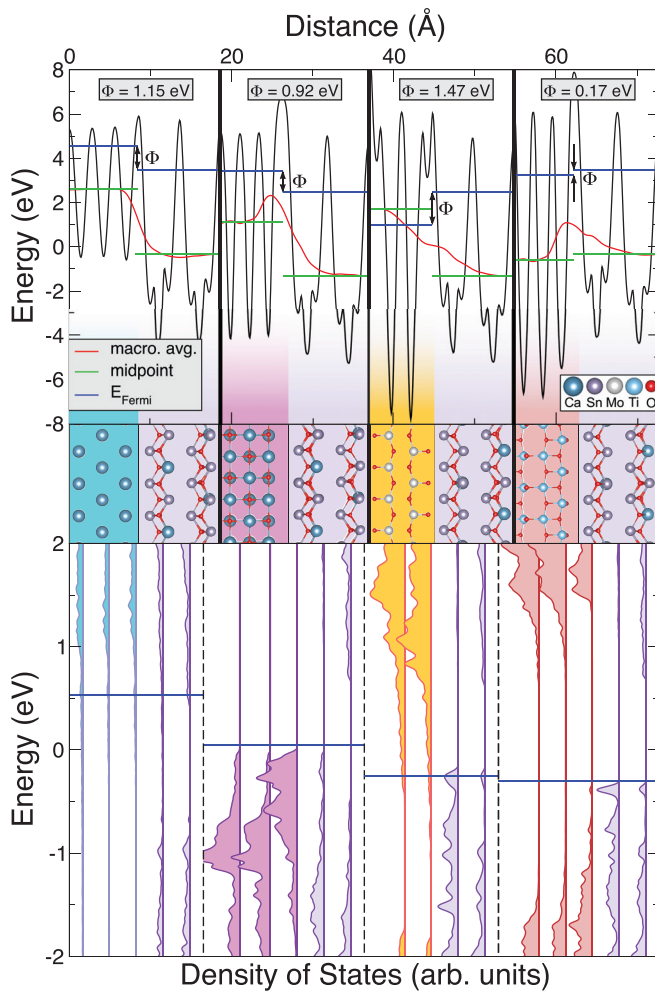 Distance (Å)
0 20 40 60
Φ = 1.15 eV Φ = 0.92 eV Φ = 1.47 eV Φ = 0.17 eV
Φ Φ Φ Φ
Energy (eV)
8
6
4
2
0
-2
-4
-6
-8
macro. avg.
midpoint
E_Fermi
Ca Sn Mo Ti O
Energy (eV)
2
1
0
-1
-2
Density of States (arb. units)